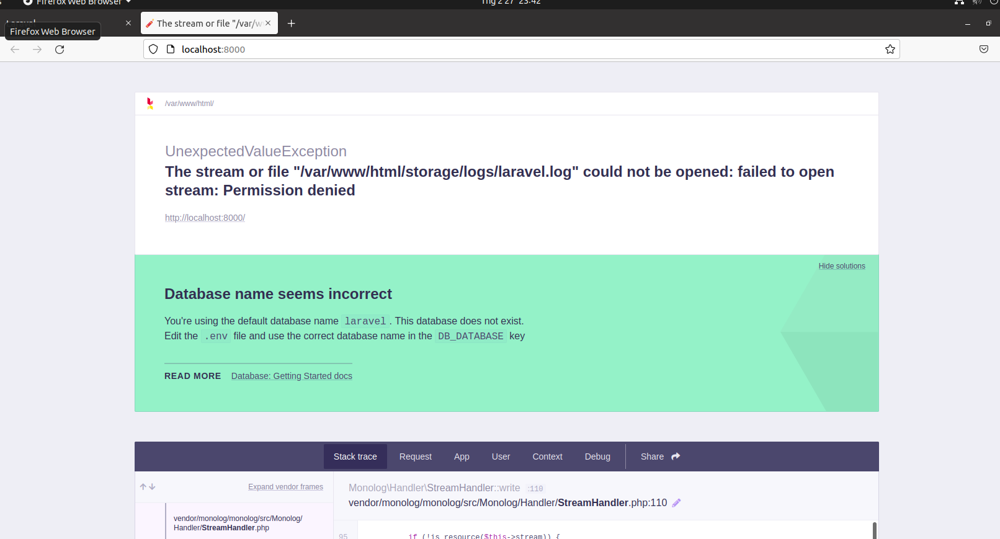 Firefox Web Browser
Thg 2 27 23:42
Firefox Web Browser
The stream or file "/var/w
localhost:8000
/var/www/html/
UnexpectedValueException
The stream or file "/var/www/html/storage/logs/laravel.log" could not be opened: failed to open
stream: Permission denied
http://localhost:8000/
Hide solutions
Database name seems incorrect
You're using the default database name laravel. This database does not exist.
Edit the .env file and use the correct database name in the DB_DATABASE key
READ MORE Database: Getting Started docs
Stack trace Request App User Context Debug Share
Expand vendor frames
vendor/monolog/monolog/src/Monolog/
Handler/StreamHandler.php
Monolog\Handler\StreamHandler::write :110
vendor/monolog/monolog/src/Monolog/Handler/StreamHandler.php:110
95 if (!is_resource($this->stream)) {